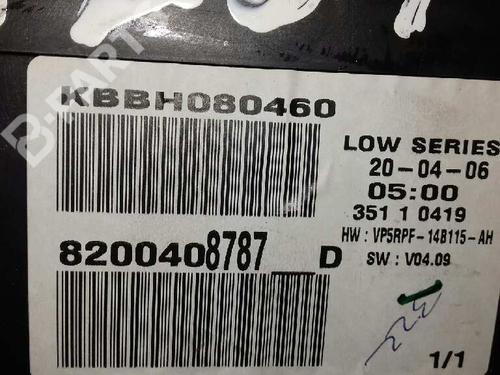 B-PARTS
KBBH080460
LOW SERIES
20-04-06
05:00
351 1 0419
HW : VP5RPF-14B115-AH
SW : V04.09
8200408787__D
1/1